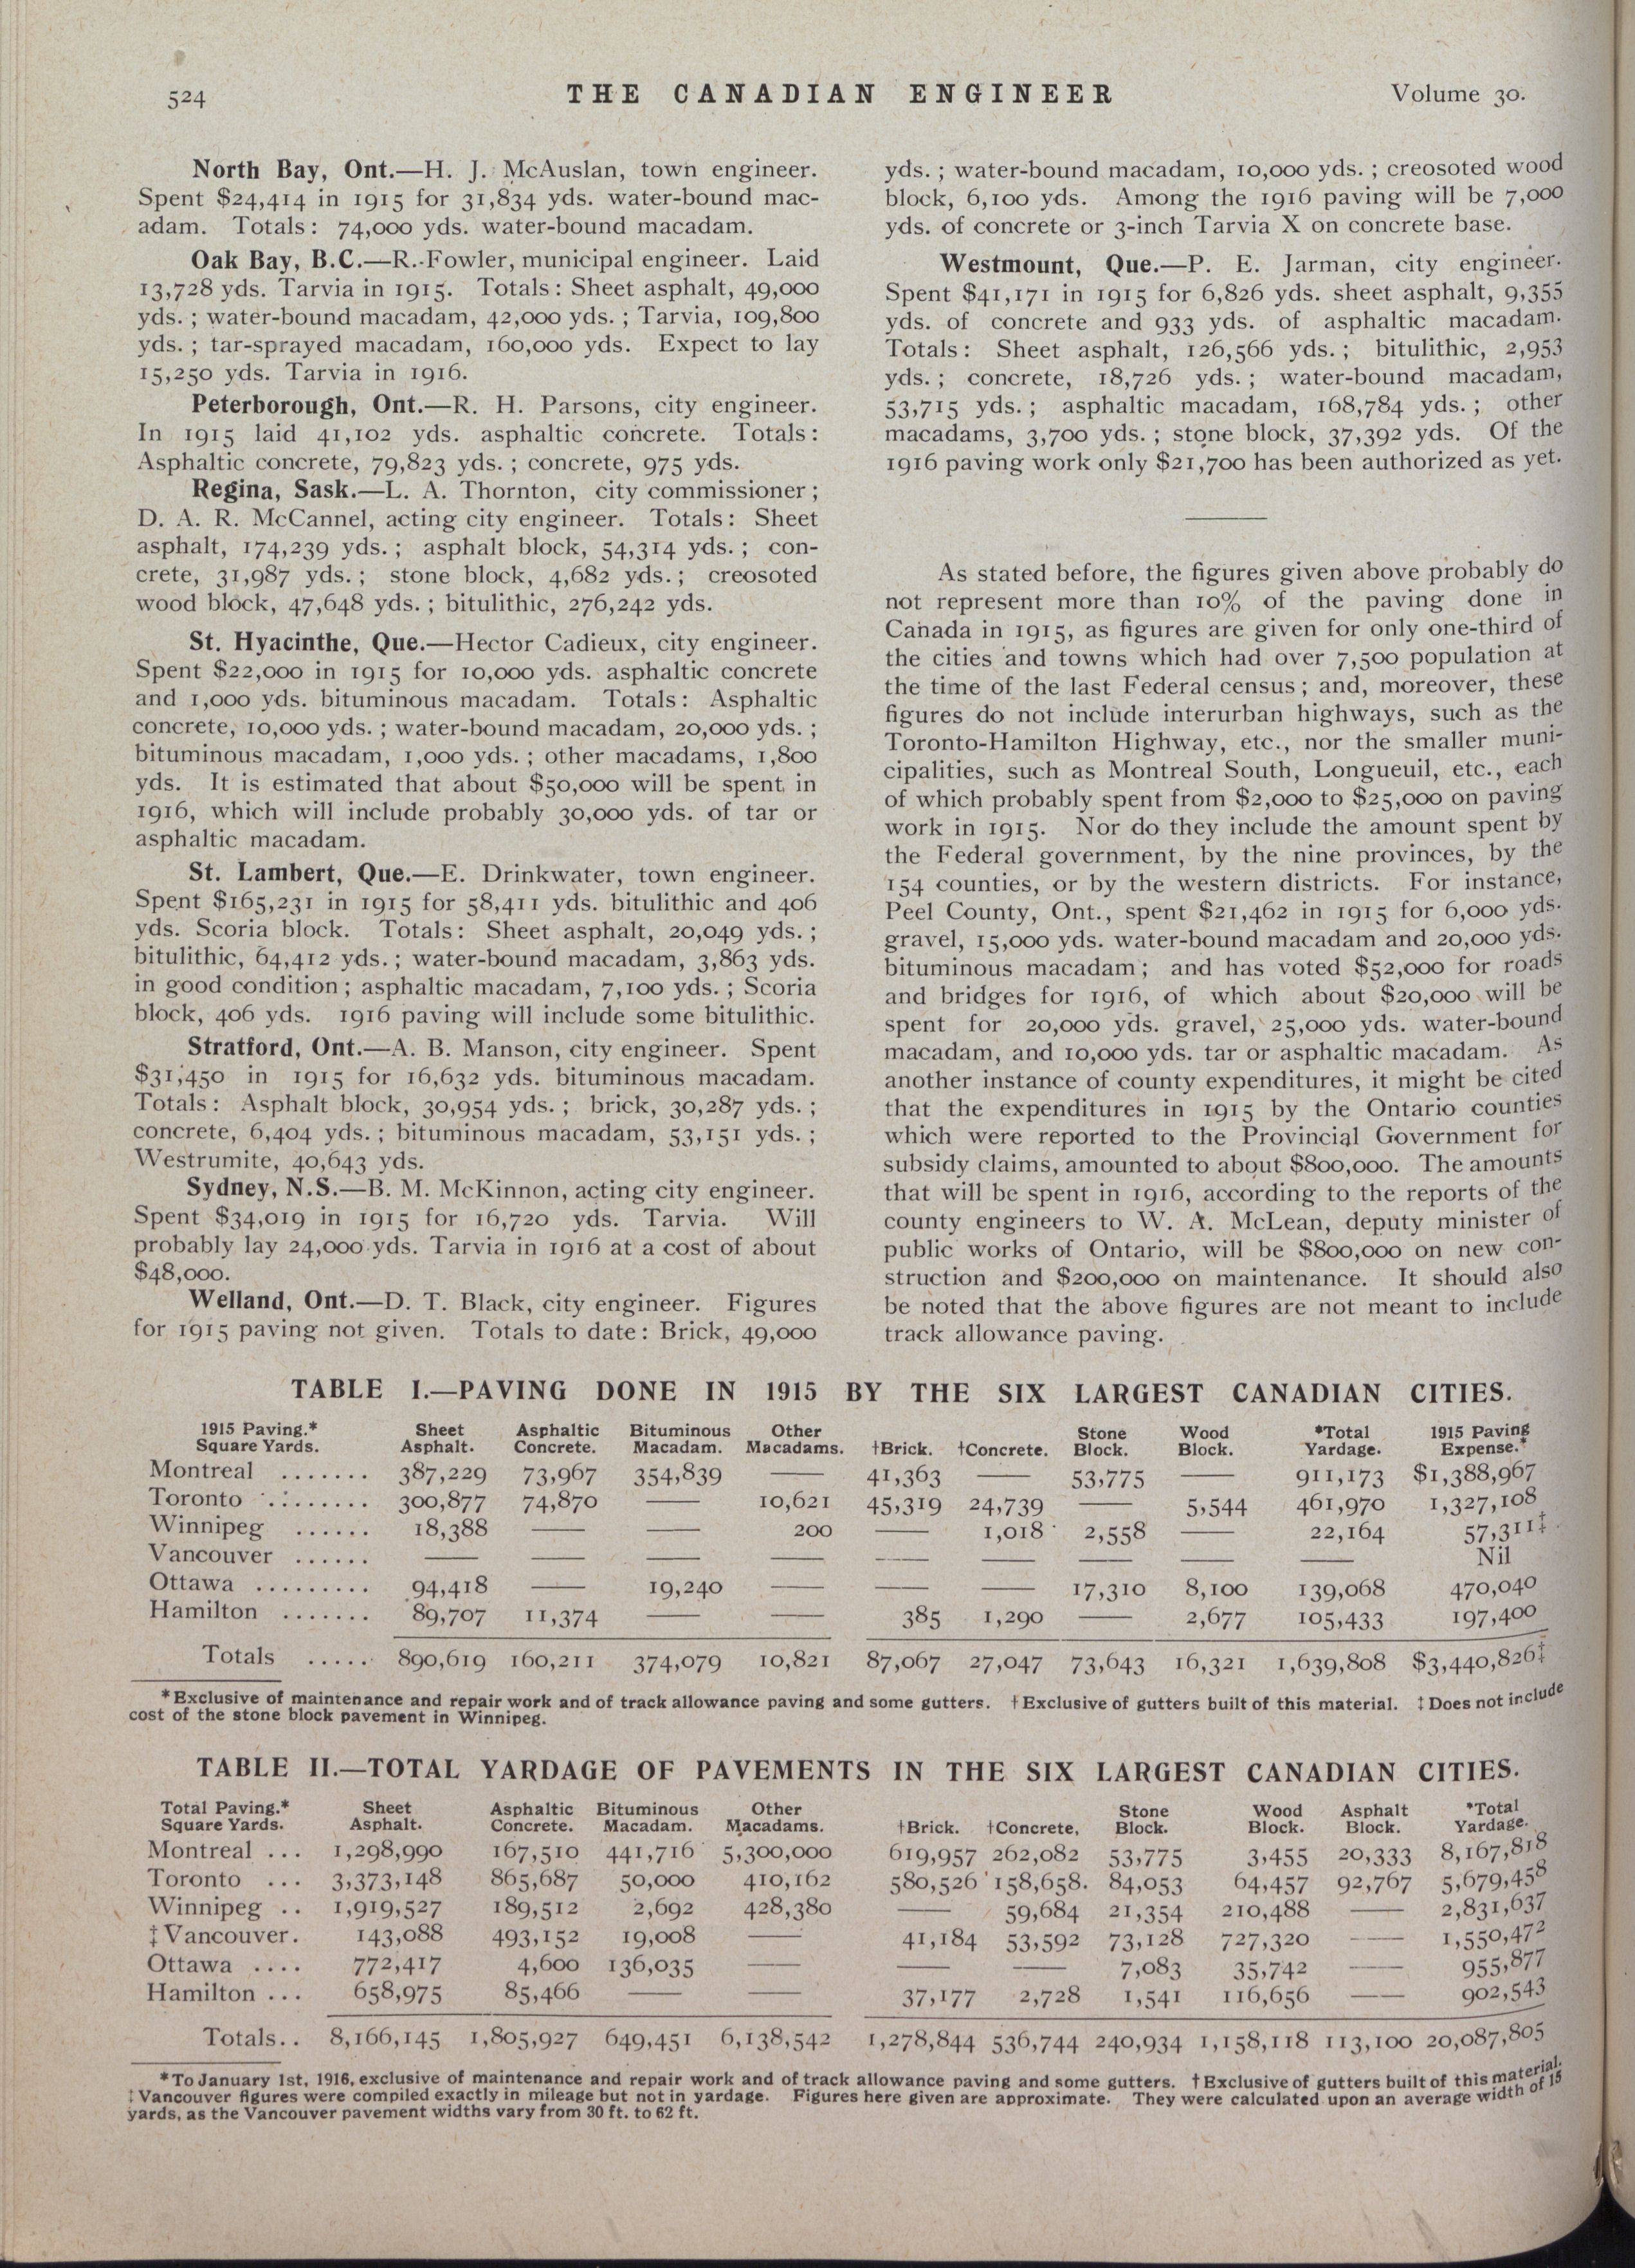 524
THE CANADIAN ENGINEER
Volume 30.
North Bay, Ont.—H. J. McAuslan, town engineer.
Spent $24,414 in 1915 for 31,834 yds. water-bound mac-
adam. Totals: 74,000 yds. water-bound macadam.
Oak Bay, B.C.—R. Fowler, municipal engineer. Laid
13,728 yds. Tarvia in 1915. Totals: Sheet asphalt, 49,000
yds.; water-bound macadam, 42,000 yds.; Tarvia, 109,800
yds.; tar-sprayed macadam, 160,000 yds. Expect to lay
15,250 yds. Tarvia in 1916.
Peterborough, Ont.—R. H. Parsons, city engineer.
In 1915 laid 41,102 yds. asphaltic concrete. Totals:
Asphaltic concrete, 79,823 yds.; concrete, 975 yds.
Regina, Sask.—L. A. Thornton, city commissioner;
D. A. R. McCannel, acting city engineer. Totals: Sheet
asphalt, 174,239 yds.; asphalt block, 54,314 yds.; con-
crete, 31,987 yds.; stone block, 4,682 yds.; creosoted
wood block, 47,648 yds.; bitulithic, 276,242 yds.
St. Hyacinthe, Que.—Hector Cadieux, city engineer.
Spent $22,000 in 1915 for 10,000 yds. asphaltic concrete
and 1,000 yds. bituminous macadam. Totals: Asphaltic
concrete, 10,000 yds.; water-bound macadam, 20,000 yds.;
bituminous macadam, 1,000 yds.; other macadams, 1,800
yds. It is estimated that about $50,000 will be spent in
1916, which will include probably 30,000 yds. of tar or
asphaltic macadam.
St. Lambert, Que.—E. Drinkwater, town engineer.
Spent $165,231 in 1915 for 58,411 yds. bitulithic and 406
yds. Scoria block. Totals: Sheet asphalt, 20,049 yds.;
bitulithic, 64,412 yds.; water-bound macadam, 3,863 yds.
in good condition; asphaltic macadam, 7,100 yds.; Scoria
block, 406 yds. 1916 paving will include some bitulithic.
Stratford, Ont.—A. B. Manson, city engineer. Spent
$31,450 in 1915 for 16,632 yds. bituminous macadam.
Totals: Asphalt block, 30,954 yds.; brick, 30,287 yds.;
concrete, 6,404 yds.; bituminous macadam, 53,151 yds.;
Westrumite, 40,643 yds.
Sydney, N.S.—B. M. McKinnon, acting city engineer.
Spent $34,019 in 1915 for 16,720 yds. Tarvia. Will
probably lay 24,000 yds. Tarvia in 1916 at a cost of about
$48,000.
Welland, Ont.—D. T. Black, city engineer. Figures
for 1915 paving not given. Totals to date: Brick, 49,000
yds.; water-bound macadam, 10,000 yds.; creosoted wood
block, 6,100 yds. Among the 1916 paving will be 7,000
yds. of concrete or 3-inch Tarvia X on concrete base.
Westmount, Que.—P. E. Jarman, city engineer.
Spent $41,171 in 1915 for 6,826 yds. sheet asphalt, 9,355
yds. of concrete and 933 yds. of asphaltic macadam.
Totals: Sheet asphalt, 126,566 yds.; bitulithic, 2,953
yds.; concrete, 18,726 yds.; water-bound macadam,
53,715 yds.; asphaltic macadam, 168,784 yds.; other
macadams, 3,700 yds.; stone block, 37,392 yds. Of the
1916 paving work only $21,700 has been authorized as yet.
As stated before, the figures given above probably do
not represent more than 10% of the paving done in
Canada in 1915, as figures are given for only one-third of
the cities and towns which had over 7,500 population at
the time of the last Federal census; and, moreover, these
figures do not include interurban highways, such as the
Toronto-Hamilton Highway, etc., nor the smaller muni-
cipalities, such as Montreal South, Longueuil, etc., each
of which probably spent from $2,000 to $25,000 on paving
work in 1915. Nor do they include the amount spent by
the Federal government, by the nine provinces, by the
154 counties, or by the western districts. For instance,
Peel County, Ont., spent $21,462 in 1915 for 6,000 yds.
gravel, 15,000 yds. water-bound macadam and 20,000 yds.
bituminous macadam; and has voted $52,000 for roads
and bridges for 1916, of which about $20,000 will be
spent for 20,000 yds. gravel, 25,000 yds. water-bound
macadam, and 10,000 yds. tar or asphaltic macadam. As
another instance of county expenditures, it might be cited
that the expenditures in 1915 by the Ontario counties
which were reported to the Provincial Government for
subsidy claims, amounted to about $800,000. The amounts
that will be spent in 1916, according to the reports of the
county engineers to W. A. McLean, deputy minister of
public works of Ontario, will be $800,000 on new con-
struction and $200,000 on maintenance. It should also
be noted that the above figures are not meant to include
track allowance paving.
TABLE I.—PAVING DONE IN 1915 BY THE SIX LARGEST CANADIAN CITIES.
1915 Paving.* Sheet Asphaltic Bituminous Other Stone Wood *Total 1915 Paving
Square Yards. Asphalt. Concrete. Macadam. Macadams. †Brick. †Concrete. Block. Block. Yardage. Expense.*
Montreal ....... 387,229 73,967 354,839 —— 41,363 —— 53,775 —— 911,173 $1,388,967
Toronto ........ 300,877 74,870 —— 10,621 45,319 24,739 —— 5,544 461,970 1,327,108
Winnipeg ...... 18,388 —— —— 200 —— 1,018 2,558 —— 22,164 57,311‡
Vancouver ...... —— —— —— —— —— —— —— —— —— Nil
Ottawa ......... 94,418 —— 19,240 —— —— —— 17,310 8,100 139,068 470,040
Hamilton ....... 89,707 11,374 —— —— 385 1,290 —— 2,677 105,433 197,400
Totals ..... 890,619 160,211 374,079 10,821 87,067 27,047 73,643 16,321 1,639,808 $3,440,826‡
*Exclusive of maintenance and repair work and of track allowance paving and some gutters. †Exclusive of gutters built of this material. ‡Does not include
cost of the stone block pavement in Winnipeg.
TABLE II.—TOTAL YARDAGE OF PAVEMENTS IN THE SIX LARGEST CANADIAN CITIES.
Total Paving.* Sheet Asphaltic Bituminous Other Stone Wood Asphalt *Total
Square Yards. Asphalt. Concrete. Macadam. Macadams. †Brick. †Concrete. Block. Block. Block. Yardage.
Montreal ... 1,298,990 167,510 441,716 5,300,000 619,957 262,082 53,775 3,455 20,333 8,167,818
Toronto ... 3,373,148 865,687 50,000 410,162 580,526 158,658. 84,053 64,457 92,767 5,679,458
Winnipeg .. 1,919,527 189,512 2,692 428,380 —— 59,684 21,354 210,488 —— 2,831,637
‡Vancouver. 143,088 493,152 19,008 —— 41,184 53,592 73,128 727,320 —— 1,550,472
Ottawa .... 772,417 4,600 136,035 —— —— —— 7,083 35,742 —— 955,877
Hamilton ... 658,975 85,466 —— —— 37,177 2,728 1,541 116,656 —— 902,543
Totals.. 8,166,145 1,805,927 649,451 6,138,542 1,278,844 536,744 240,934 1,158,118 113,100 20,087,805
*To January 1st, 1916, exclusive of maintenance and repair work and of track allowance paving and some gutters. †Exclusive of gutters built of this material.
‡Vancouver figures were compiled exactly in mileage but not in yardage. Figures here given are approximate. They were calculated upon an average width of 15
yards, as the Vancouver pavement widths vary from 30 ft. to 62 ft.